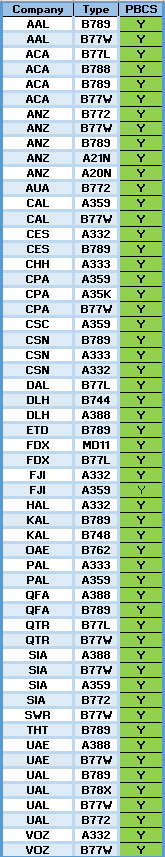 Company Type PBCS
AAL B789 Y
AAL B77W Y
ACA B77L Y
ACA B788 Y
ACA B789 Y
ACA B77W Y
ANZ B772 Y
ANZ B77W Y
ANZ B789 Y
ANZ A21N Y
ANZ A20N Y
AUA B772 Y
CAL A359 Y
CAL B77W Y
CES A332 Y
CES B789 Y
CHH A333 Y
CPA A359 Y
CPA A35K Y
CPA B77W Y
CSC A359 Y
CSN B789 Y
CSN A333 Y
CSN A332 Y
DAL B77L Y
DLH B744 Y
DLH A388 Y
ETD B789 Y
FDX MD11 Y
FDX B77L Y
FJI A332 Y
FJI A359 Y
HAL A332 Y
KAL B789 Y
KAL B748 Y
OAE B762 Y
PAL A333 Y
PAL A359 Y
QFA A388 Y
QFA B789 Y
QTR B77L Y
QTR B77W Y
SIA A388 Y
SIA B77W Y
SIA A359 Y
SIA B772 Y
SWR B77W Y
THT B789 Y
UAE A388 Y
UAE B77W Y
UAL B789 Y
UAL B78X Y
UAL B77W Y
UAL B772 Y
VOZ A332 Y
VOZ B77W Y